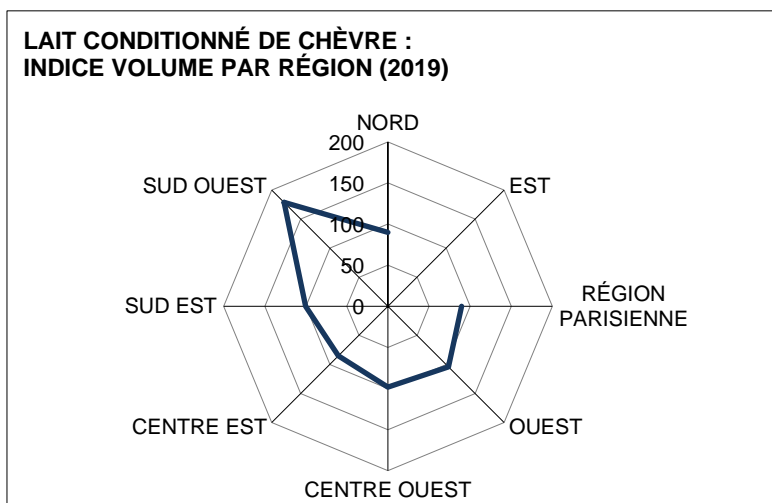 LAIT CONDITIONNÉ DE CHÈVRE :
INDICE VOLUME PAR RÉGION (2019)
NORD
200
150
100
50
0
EST
RÉGION
PARISIENNE
OUEST
CENTRE OUEST
CENTRE EST
SUD EST
SUD OUEST